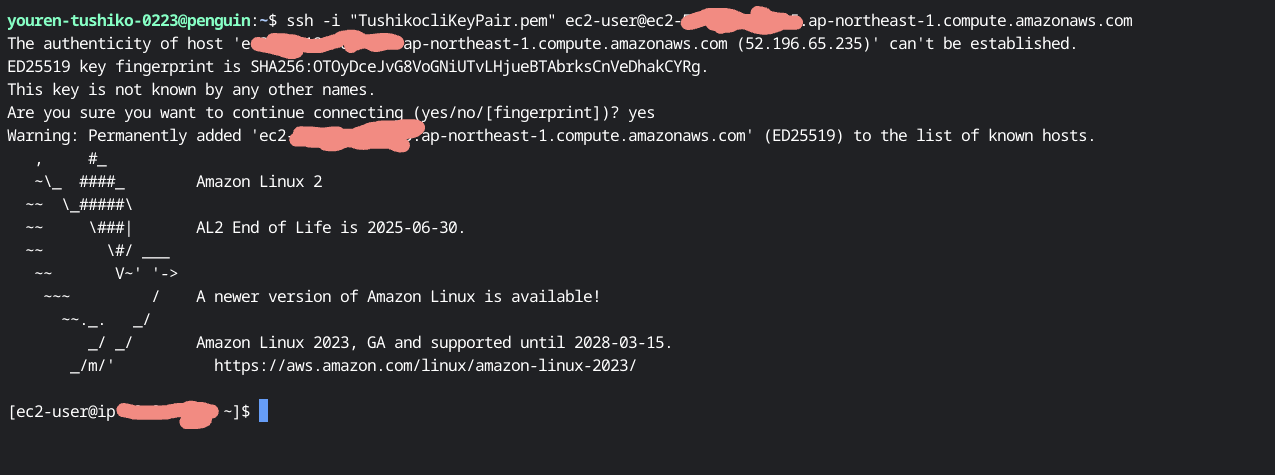 youren-tushiko-0223@penguin:~$ ssh -i "TushikocliKeyPair.pem" ec2-user@ec2-.ap-northeast-1.compute.amazonaws.com
The authenticity of host 'e ap-northeast-1.compute.amazonaws.com (52.196.65.235)' can't be established.
ED25519 key fingerprint is SHA256:OTOyDceJvG8VoGNiUTvLHjueBTAbrksCnVeDhakCYRg.
This key is not known by any other names.
Are you sure you want to continue connecting (yes/no/[fingerprint])? yes
Warning: Permanently added 'ec2-.ap-northeast-1.compute.amazonaws.com' (ED25519) to the list of known hosts.
   ,     #_
   ~\_  ####_        Amazon Linux 2
  ~~  \_#####\
  ~~     \###|       AL2 End of Life is 2025-06-30.
  ~~       \#/ ___
   ~~       V~' '->
    ~~~         /    A newer version of Amazon Linux is available!
      ~~._.   _/
         _/ _/       Amazon Linux 2023, GA and supported until 2028-03-15.
       _/m/'           https://aws.amazon.com/linux/amazon-linux-2023/
[ec2-user@ip ~]$